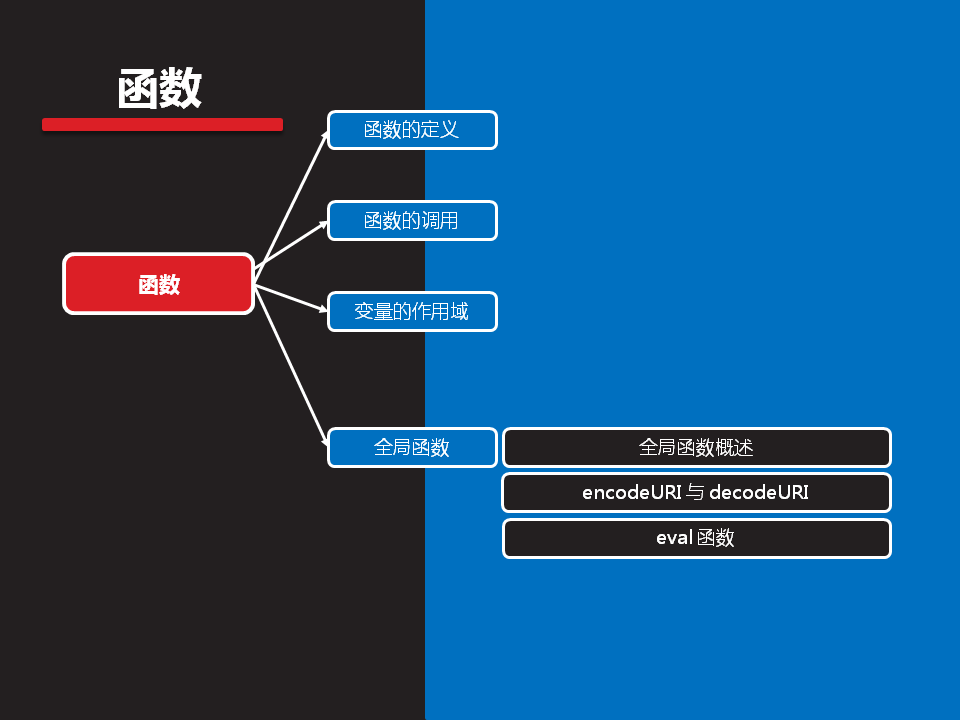 函数
函数的定义
函数的调用
函数
变量的作用域
全局函数
全局函数概述
encodeURI 与 decodeURI
eval 函数